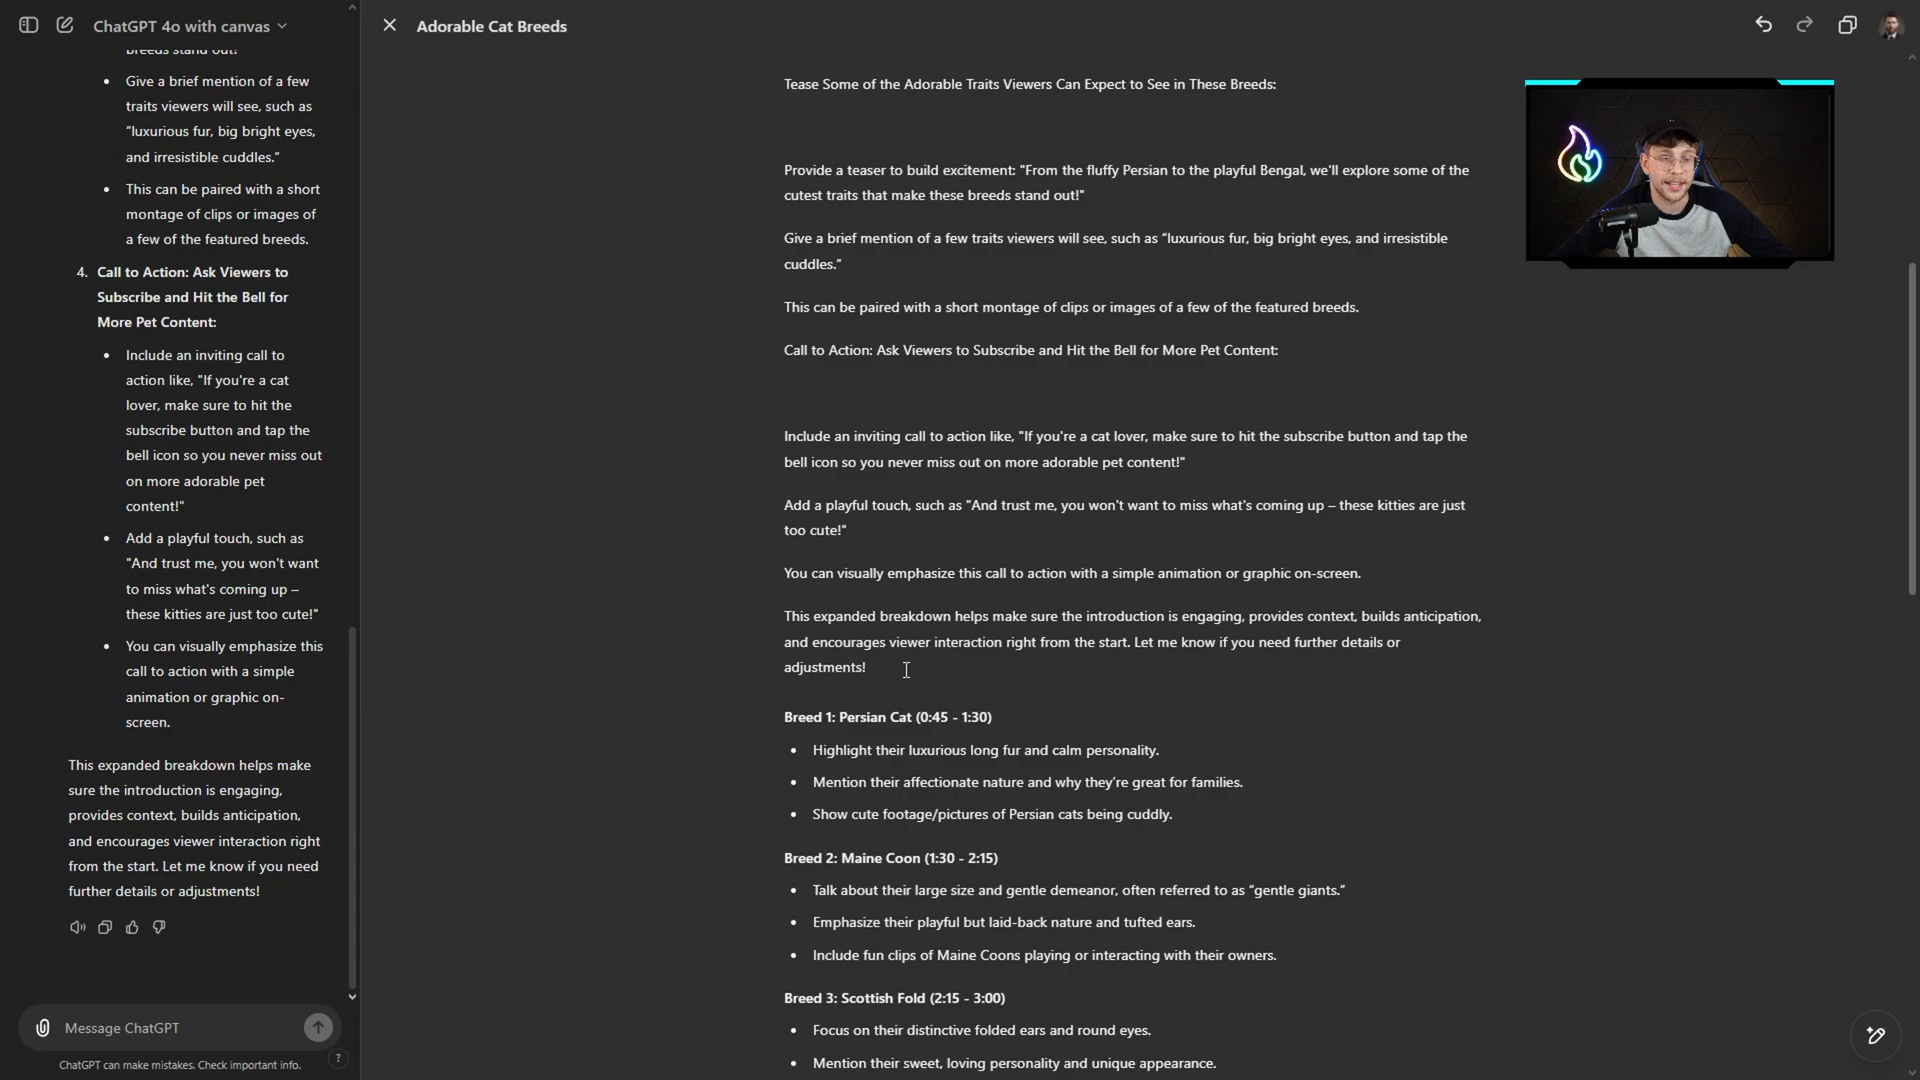 ChatGPT 4o with canvas
Adorable Cat Breeds
breeds stand out!
Give a brief mention of a few
traits viewers will see, such as
"luxurious fur, big bright eyes,
and irresistible cuddles."
This can be paired with a short
montage of clips or images of
a few of the featured breeds.
4. Call to Action: Ask Viewers to
Subscribe and Hit the Bell for
More Pet Content:
Include an inviting call to
action like, "If you're a cat
lover, make sure to hit the
subscribe button and tap the
bell icon so you never miss out
on more adorable pet
content!"
Add a playful touch, such as
"And trust me, you won't want
to miss what's coming up –
these kitties are just too cute!"
You can visually emphasize this
call to action with a simple
animation or graphic on-
screen.
This expanded breakdown helps make
sure the introduction is engaging,
provides context, builds anticipation,
and encourages viewer interaction right
from the start. Let me know if you need
further details or adjustments!
Message ChatGPT
ChatGPT can make mistakes. Check important info.
?
Tease Some of the Adorable Traits Viewers Can Expect to See in These Breeds:
Provide a teaser to build excitement: "From the fluffy Persian to the playful Bengal, we'll explore some of the
cutest traits that make these breeds stand out!"
Give a brief mention of a few traits viewers will see, such as "luxurious fur, big bright eyes, and irresistible
cuddles."
This can be paired with a short montage of clips or images of a few of the featured breeds.
Call to Action: Ask Viewers to Subscribe and Hit the Bell for More Pet Content:
Include an inviting call to action like, "If you're a cat lover, make sure to hit the subscribe button and tap the
bell icon so you never miss out on more adorable pet content!"
Add a playful touch, such as "And trust me, you won't want to miss what's coming up – these kitties are just
too cute!"
You can visually emphasize this call to action with a simple animation or graphic on-screen.
This expanded breakdown helps make sure the introduction is engaging, provides context, builds anticipation,
and encourages viewer interaction right from the start. Let me know if you need further details or
adjustments!
Breed 1: Persian Cat (0:45 - 1:30)
Highlight their luxurious long fur and calm personality.
Mention their affectionate nature and why they're great for families.
Show cute footage/pictures of Persian cats being cuddly.
Breed 2: Maine Coon (1:30 - 2:15)
Talk about their large size and gentle demeanor, often referred to as "gentle giants."
Emphasize their playful but laid-back nature and tufted ears.
Include fun clips of Maine Coons playing or interacting with their owners.
Breed 3: Scottish Fold (2:15 - 3:00)
Focus on their distinctive folded ears and round eyes.
Mention their sweet, loving personality and unique appearance.